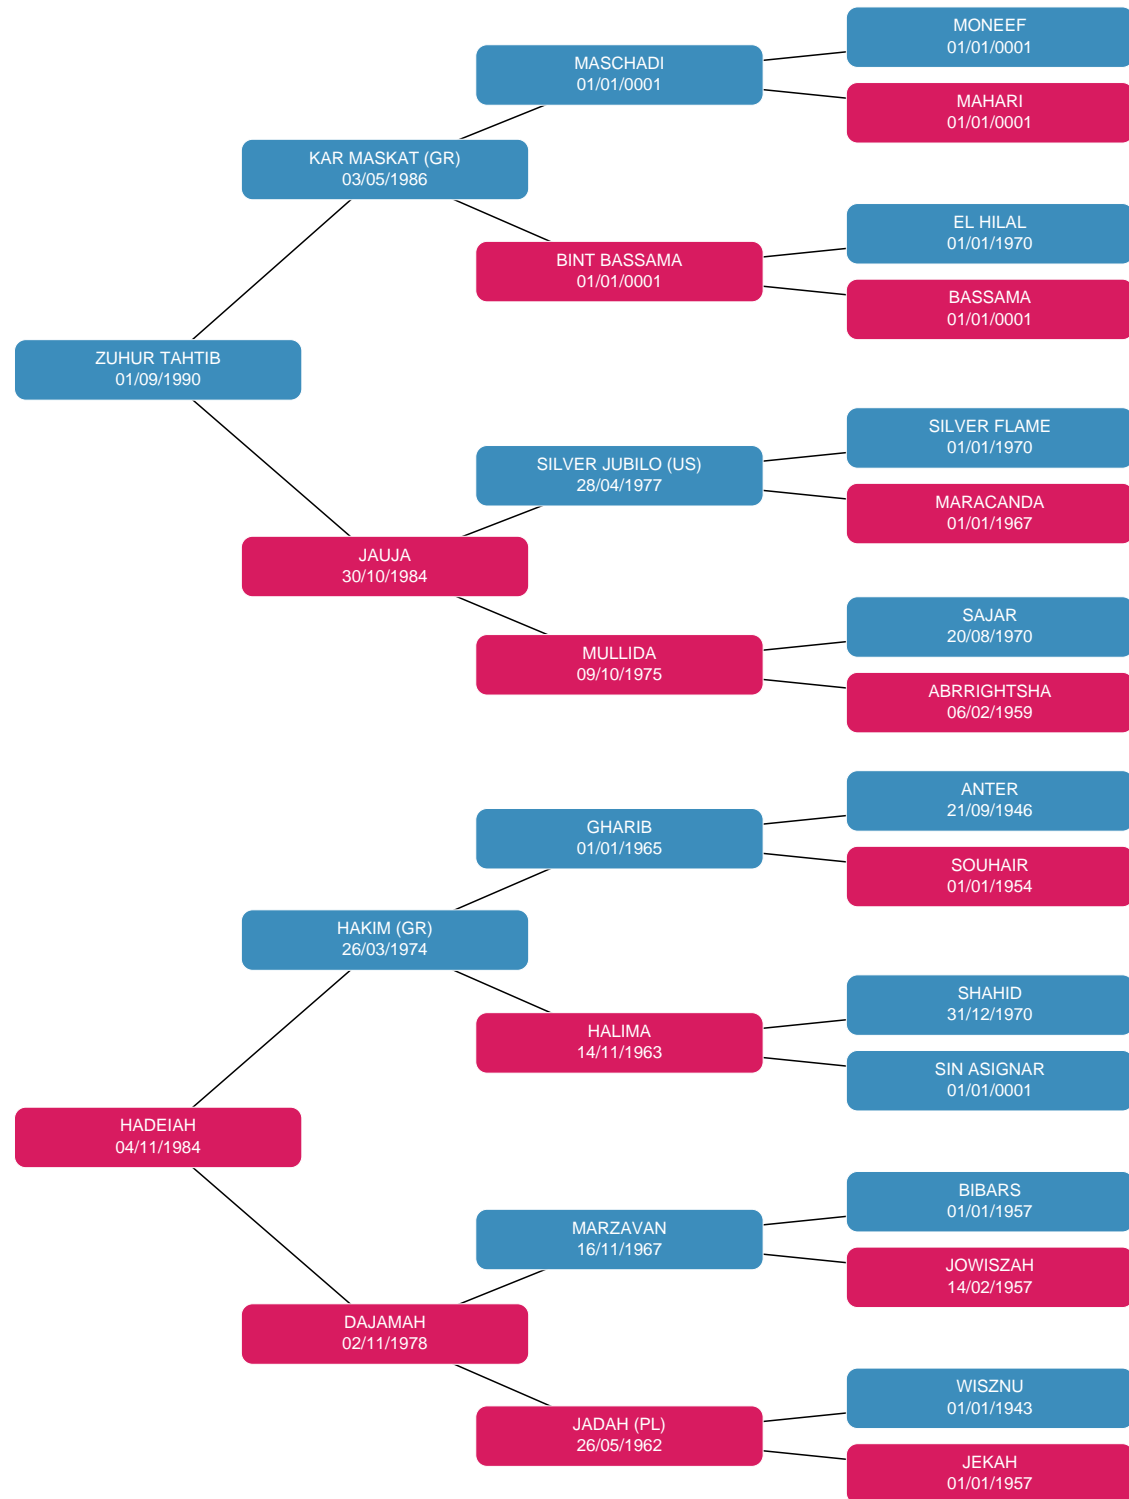 MONEEF
01/01/0001
MASCHADI
01/01/0001
MAHARI
01/01/0001
KAR MASKAT (GR)
03/05/1986
EL HILAL
01/01/1970
BINT BASSAMA
01/01/0001
BASSAMA
01/01/0001
ZUHUR TAHTIB
01/09/1990
SILVER FLAME
01/01/1970
SILVER JUBILO (US)
28/04/1977
MARACANDA
01/01/1967
JAUJA
30/10/1984
SAJAR
20/08/1970
MULLIDA
09/10/1975
ABRRIGHTSHA
06/02/1959
ANTER
21/09/1946
GHARIB
01/01/1965
SOUHAIR
01/01/1954
HAKIM (GR)
26/03/1974
SHAHID
31/12/1970
HALIMA
14/11/1963
SIN ASIGNAR
01/01/0001
HADEIAH
04/11/1984
BIBARS
01/01/1957
MARZAVAN
16/11/1967
JOWISZAH
14/02/1957
DAJAMAH
02/11/1978
WISZNU
01/01/1943
JADAH (PL)
26/05/1962
JEKAH
01/01/1957